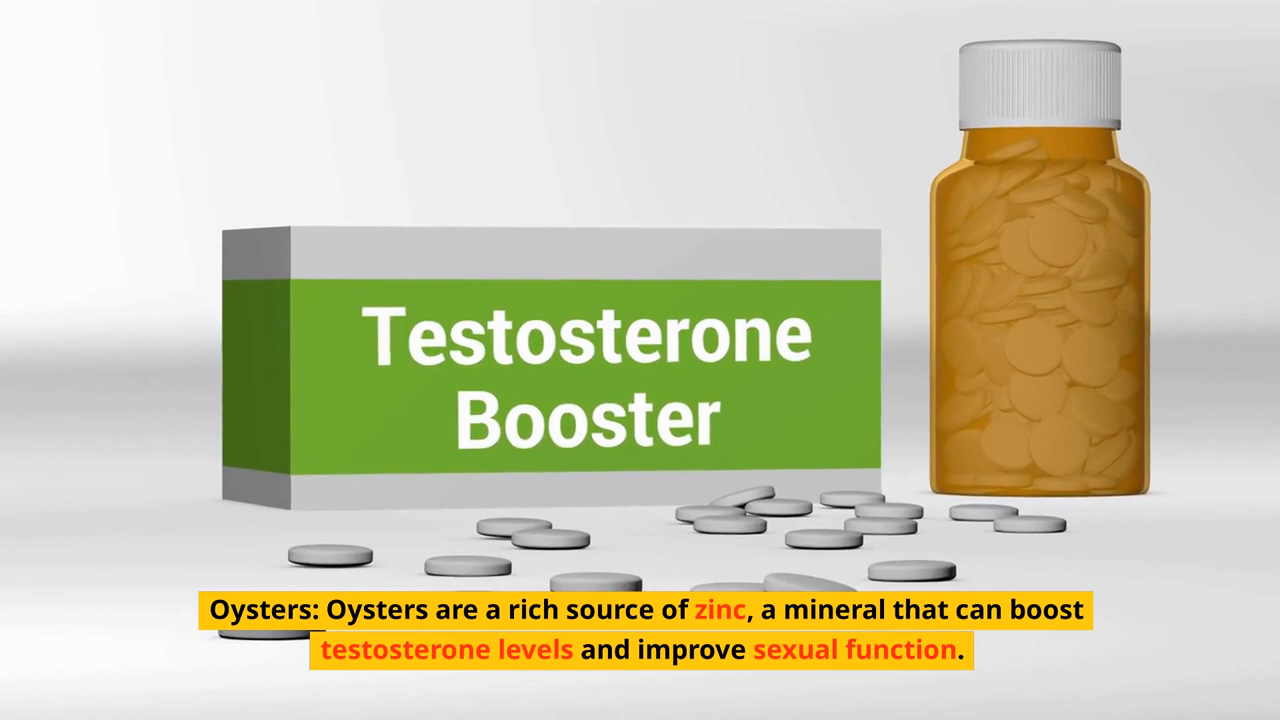 Testosterone
Booster
Oysters: Oysters are a rich source of zinc, a mineral that can boost
testosterone levels and improve sexual function.